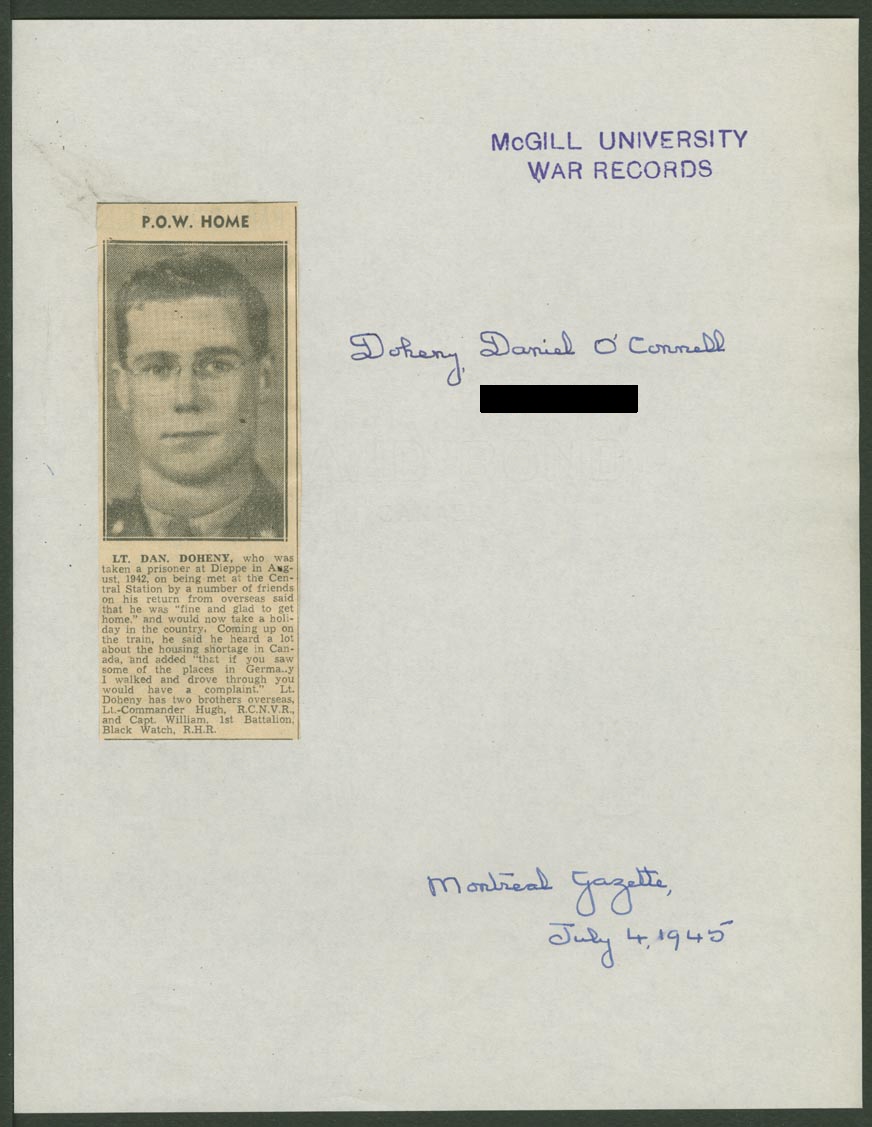 McGILL UNIVERSITY
WAR RECORDS
P.O.W. HOME
Doheny, Daniel O'Connell
LT. DAN. DOHENY, who was
taken a prisoner at Dieppe in Aug-
ust, 1942, on being met at the Cen-
tral Station by a number of friends
on his return from overseas said
that he was "fine and glad to get
home." and would now take a holi-
day in the country. Coming up on
the train, he said he heard a lot
about the housing shortage in Can-
ada, and added "that if you saw
some of the places in Germa..y
I walked and drove through you
would have a complaint." Lt.
Doheny has two brothers overseas,
Lt.-Commander Hugh, R.C.N.V.R.,
and Capt. William, 1st Battalion,
Black Watch, R.H.R.
Montreal Gazette,
July 4, 1945